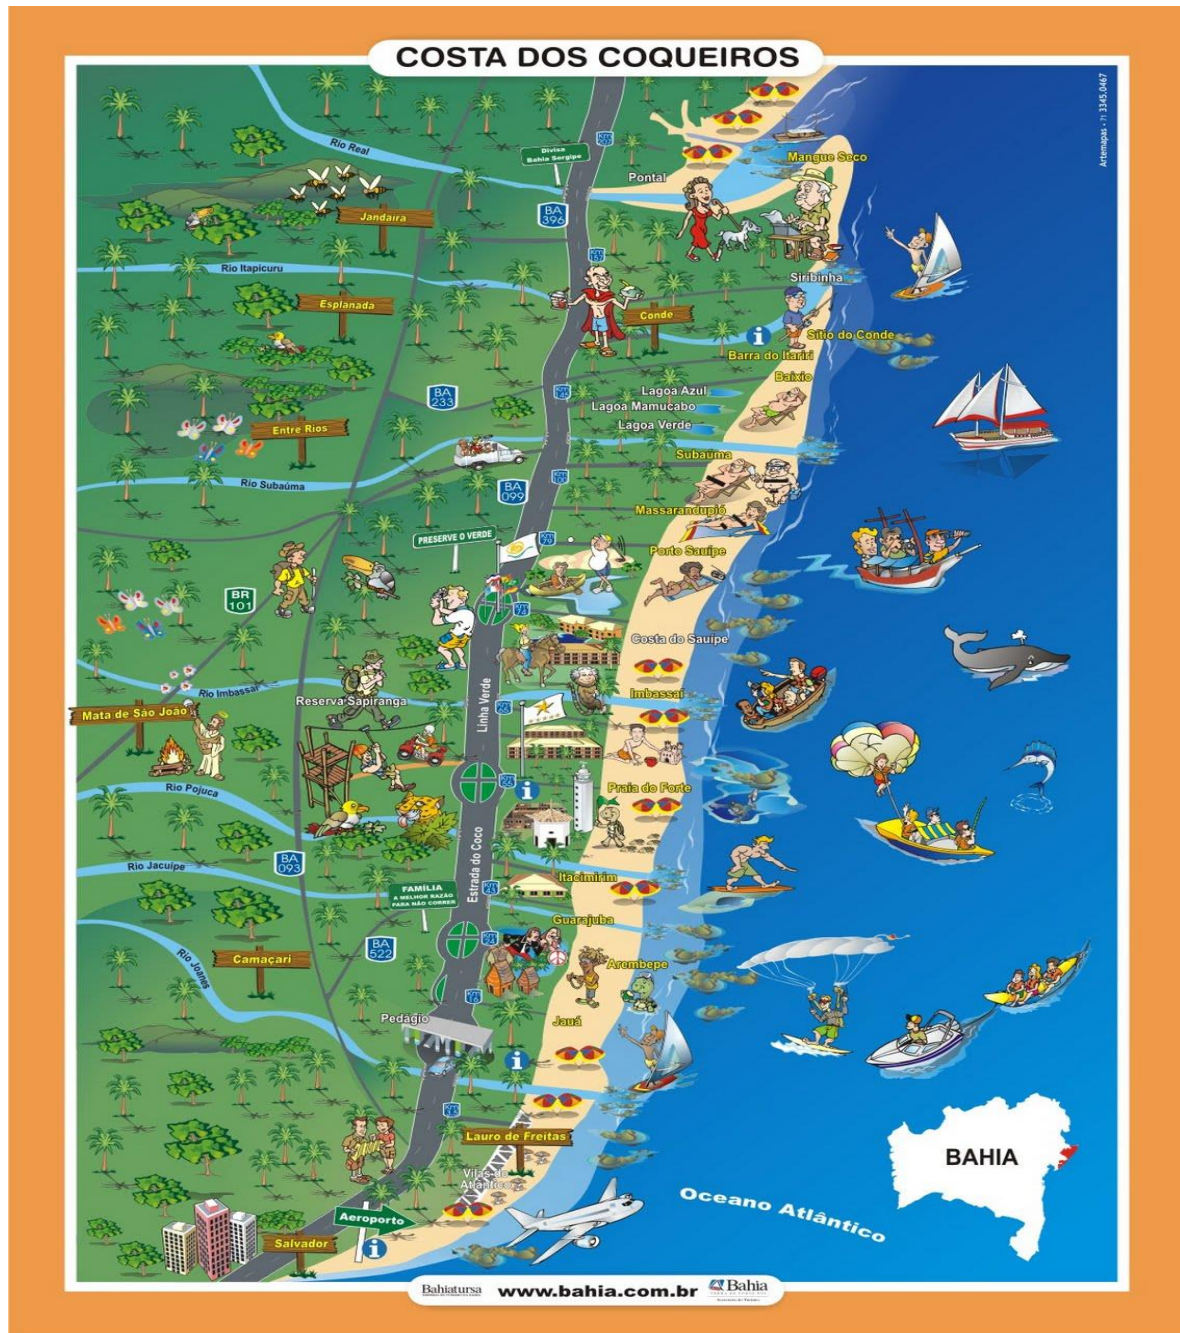 COSTA DOS COQUEIROS
Artemapas - 71 3345.0467
Rio Real
Divisa
Bahia Sergipe
Pontal
Mangue Seco
Jandaíra
BA
396
Rio Itapicuru
Siribinha
Esplanada
Conde
Sítio do Conde
Barra do Itariri
Baixio
BA
233
Lagoa Azul
Lagoa Mamucabo
Lagoa Verde
Entre Rios
Subaúma
Rio Subaúma
BA
099
Massarandupió
PRESERVE O VERDE
Km
79
Porto Sauípe
BR
101
Costa do Sauípe
Rio Imbassaí
Reserva Sapiranga
Imbassaí
Mata de São João
Linha Verde
Rio Pojuca
Praia do Forte
Estrada do Coco
Rio Jacuípe
BA
093
Itacimirim
FAMÍLIA
A MELHOR RAZÃO
PARA NÃO CORRER
Guarajuba
BA
522
Camaçari
Rio Joanes
Arembepe
Pedágio
Jauá
Lauro de Freitas
Vilas do
Atlântico
BAHIA
Aeroporto
Salvador
Oceano Atlântico
Bahiatursa
www.bahia.com.br
Bahia